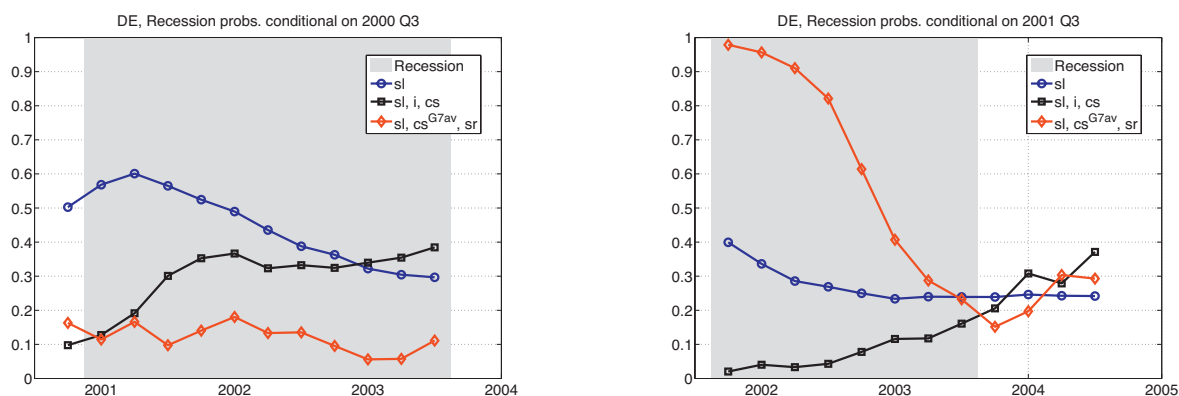 DE, Recession probs. conditional on 2000 Q3
1
0.9
0.8
0.7
0.6
0.5
0.4
0.3
0.2
0.1
0
Recession
sl
sl, i, cs
sl, cs^G7av, sr
2001 2002 2003 2004
DE, Recession probs. conditional on 2001 Q3
1
0.9
0.8
0.7
0.6
0.5
0.4
0.3
0.2
0.1
0
Recession
sl
sl, i, cs
sl, cs^G7av, sr
2002 2003 2004 2005